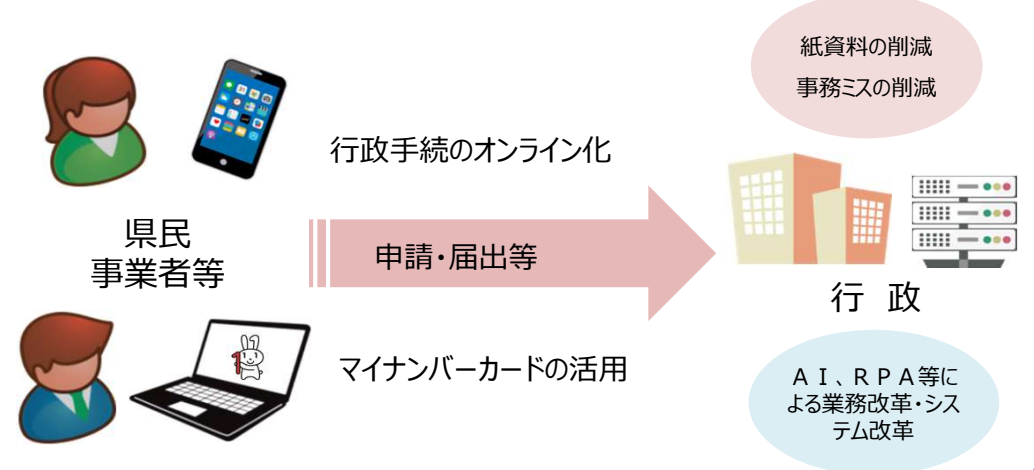 紙資料の削減
事務ミスの削減
行政手続のオンライン化
県民
事業者等
申請・届出等
行　政
マイナンバーカードの活用
ＡＩ、ＲＰＡ等に
よる業務改革・シス
テム改革